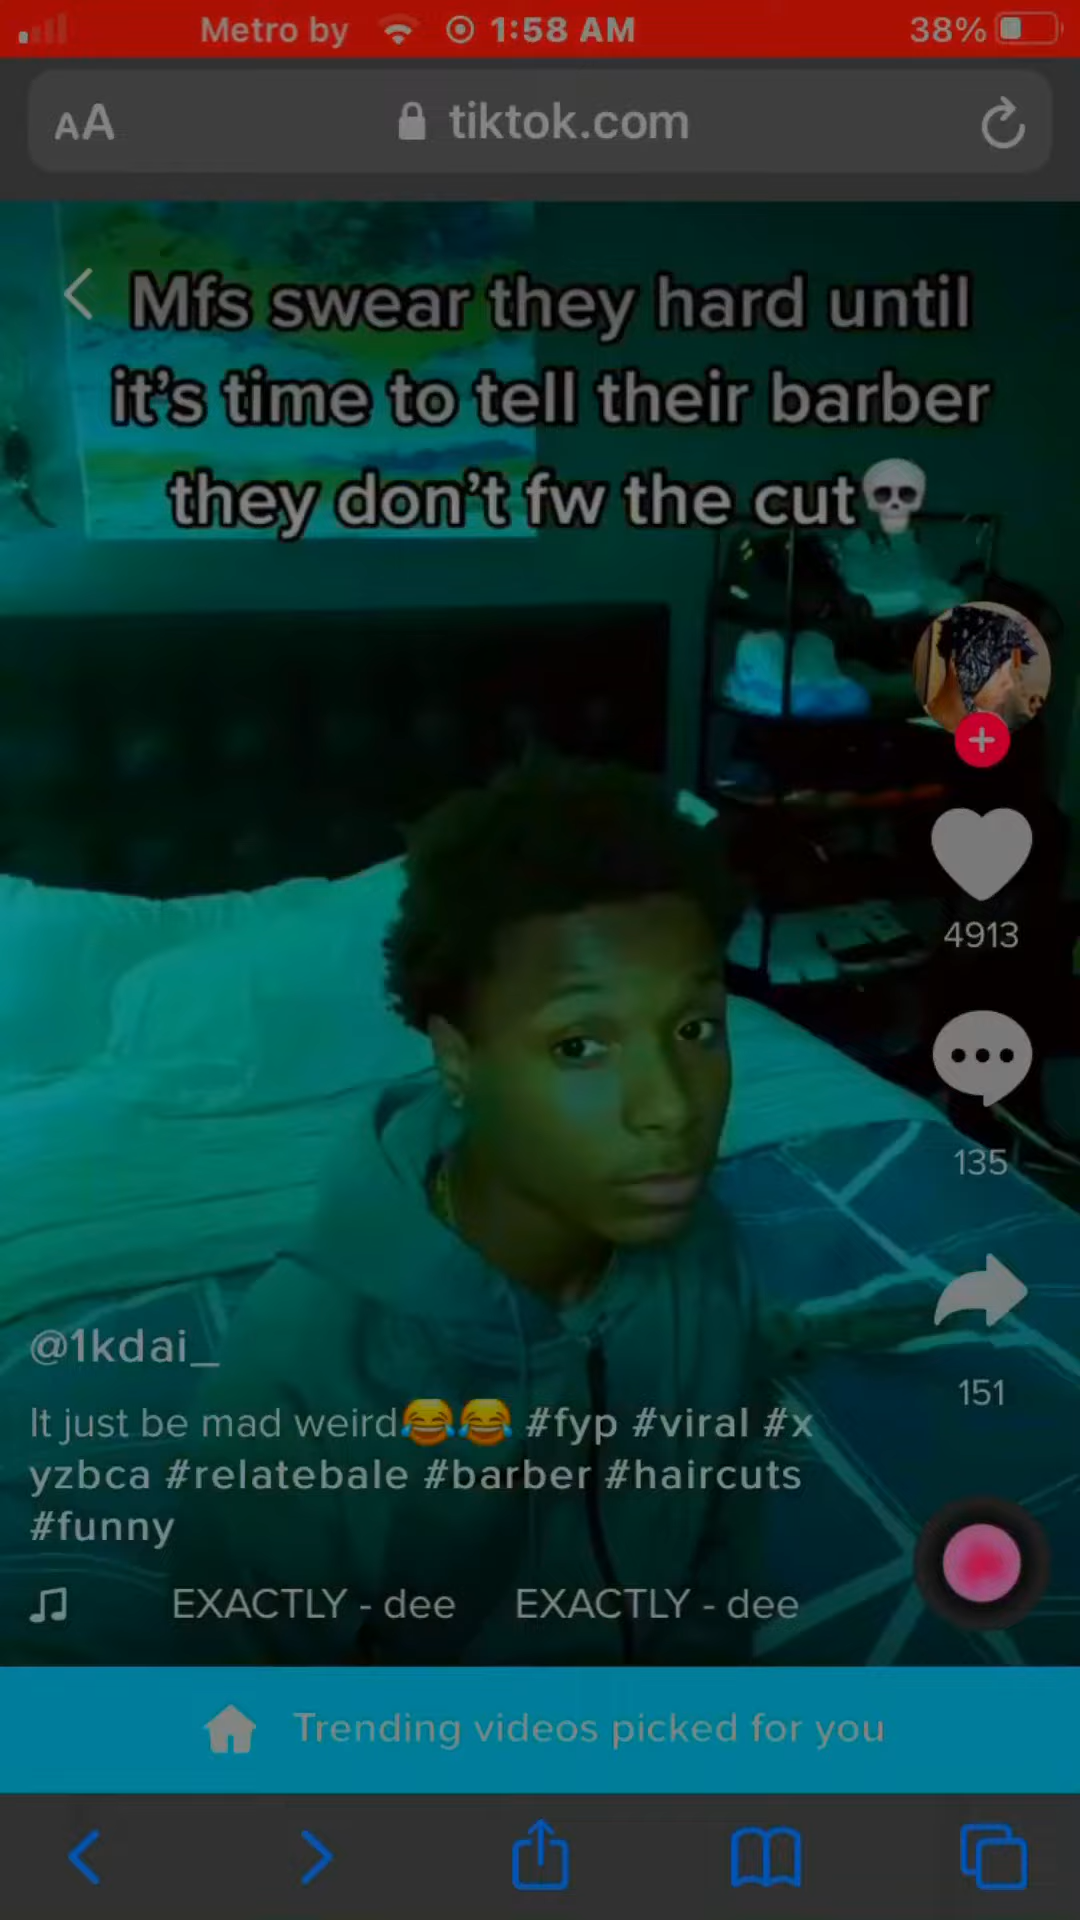 Metro by 1:58 AM 38%
AA tiktok.com
Mfs swear they hard until
it's time to tell their barber
they don't fw the cut💀
4913
135
151
@1kdai_
It just be mad weird😂😂 #fyp #viral #x
yzbca #relatebale #barber #haircuts
#funny
EXACTLY - dee EXACTLY - dee
Trending videos picked for you